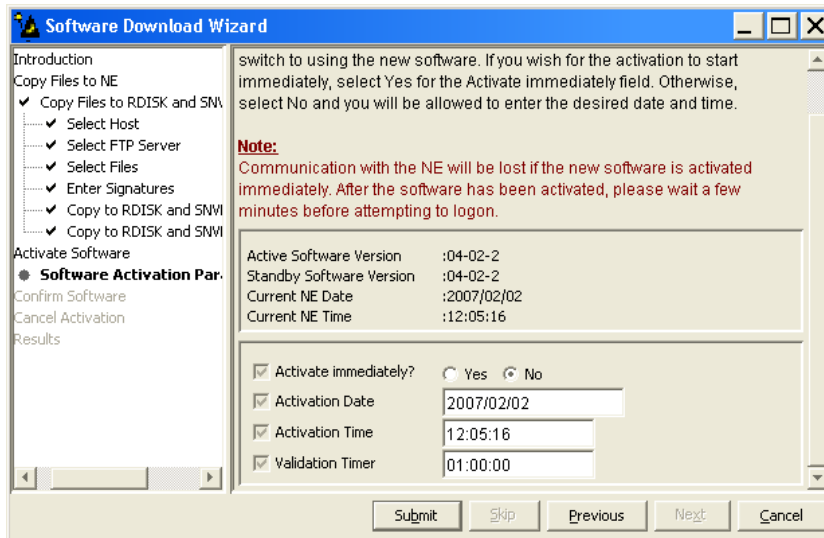 Software Download Wizard
Introduction
Copy Files to NE
Copy Files to RDISK and SNV
Select Host
Select FTP Server
Select Files
Enter Signatures
Copy to RDISK and SNV
Copy to RDISK and SNV
Activate Software
Software Activation Par
Confirm Software
Cancel Activation
Results
switch to using the new software. If you wish for the activation to start
immediately, select Yes for the Activate immediately field. Otherwise,
select No and you will be allowed to enter the desired date and time.
Note:
Communication with the NE will be lost if the new software is activated
immediately. After the software has been activated, please wait a few
minutes before attempting to logon.
Active Software Version :04-02-2
Standby Software Version :04-02-2
Current NE Date :2007/02/02
Current NE Time :12:05:16
Activate immediately? Yes No
Activation Date 2007/02/02
Activation Time 12:05:16
Validation Timer 01:00:00
Submit Skip Previous Next Cancel